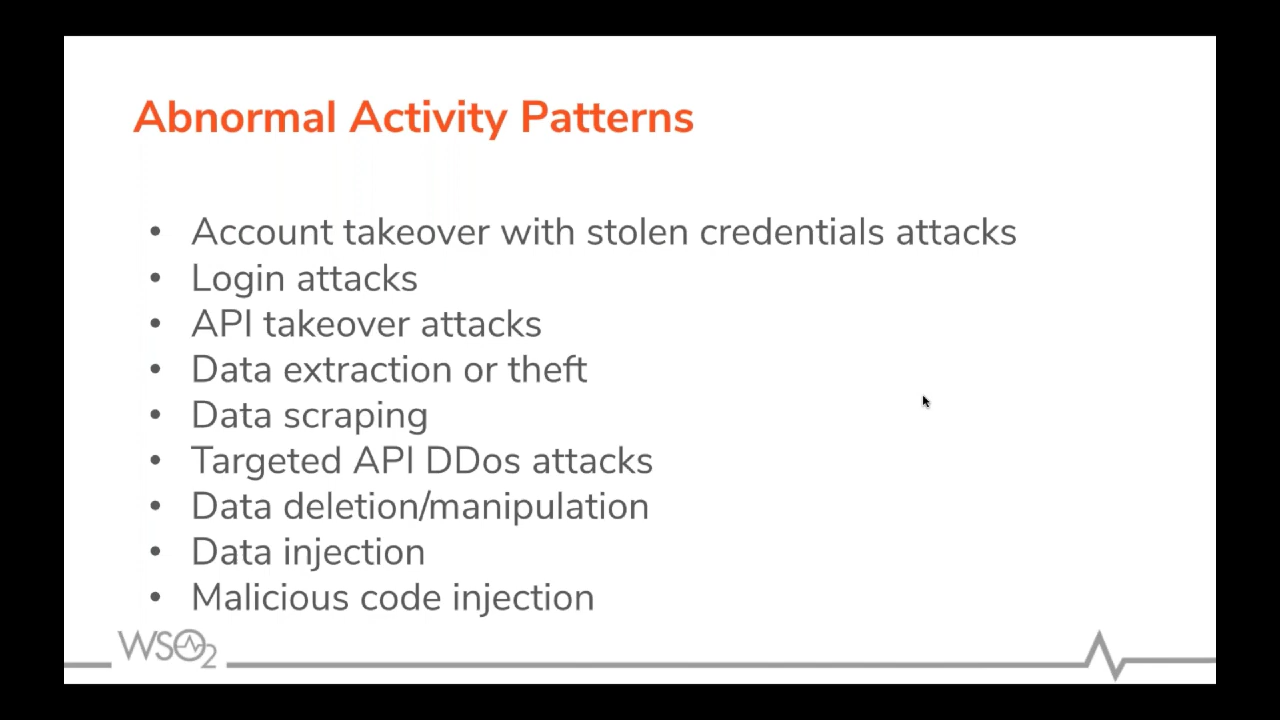 Abnormal Activity Patterns
• Account takeover with stolen credentials attacks
• Login attacks
• API takeover attacks
• Data extraction or theft
• Data scraping
• Targeted API DDos attacks
• Data deletion/manipulation
• Data injection
• Malicious code injection
WSO2